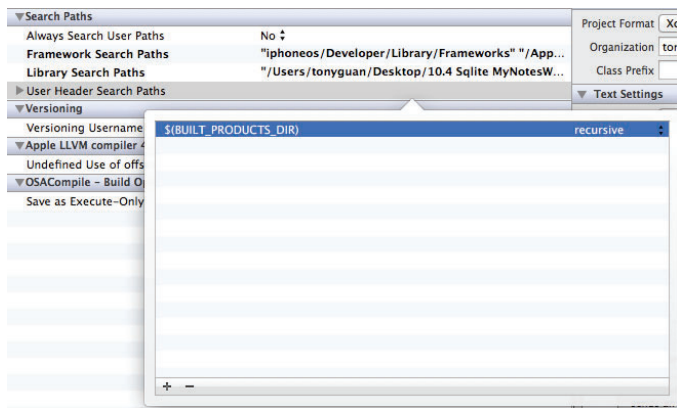 Search Paths
Always Search User Paths No
Framework Search Paths "iphoneos/Developer/Library/Frameworks" "/App...
Library Search Paths "/Users/tonyguan/Desktop/10.4 Sqlite MyNotesW...
User Header Search Paths
Versioning
Versioning Username
Apple LLVM compiler 4
Undefined Use of offs
OSACompile - Build Op
Save as Execute-Only
$(BUILT_PRODUCTS_DIR) recursive
+ −
Project Format Xc
Organization ton
Class Prefix
Text Settings